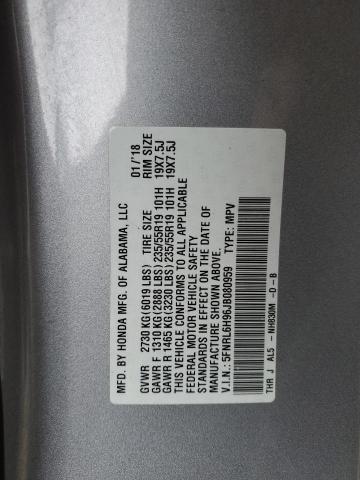 MFD. BY HONDA MFG. OF ALABAMA, LLC 01/'18
GVWR 2730 KG(6019 LBS) TIRE SIZE RIM SIZE
GAWR F 1310 KG(2888 LBS) 235/55R19 101H 19X7.5J
GAWR R 1465 KG(3230 LBS) 235/55R19 101H 19X7.5J
THIS VEHICLE CONFORMS TO ALL APPLICABLE
FEDERAL MOTOR VEHICLE SAFETY
STANDARDS IN EFFECT ON THE DATE OF
MANUFACTURE SHOWN ABOVE.
V.I.N.: 5FNRL6H96JB080959 TYPE: MPV
THR J AL5 -NH830M -D-B